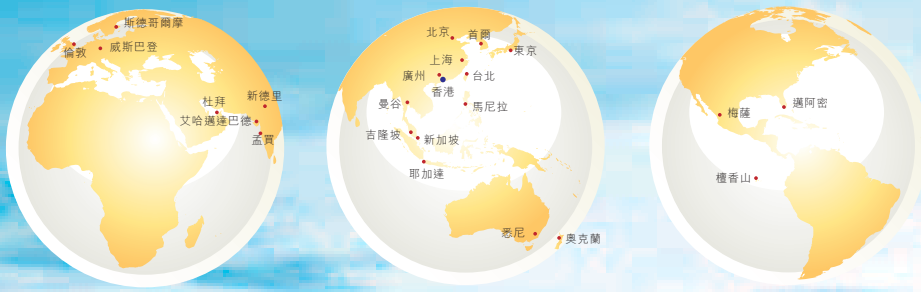 斯德哥爾摩
倫敦
威斯巴登
杜拜
新德里
艾哈邁達巴德
孟買
北京
首爾
東京
上海
廣州
台北
香港
曼谷
馬尼拉
吉隆坡
新加坡
耶加達
悉尼
奧克蘭
梅薩
邁阿密
檀香山